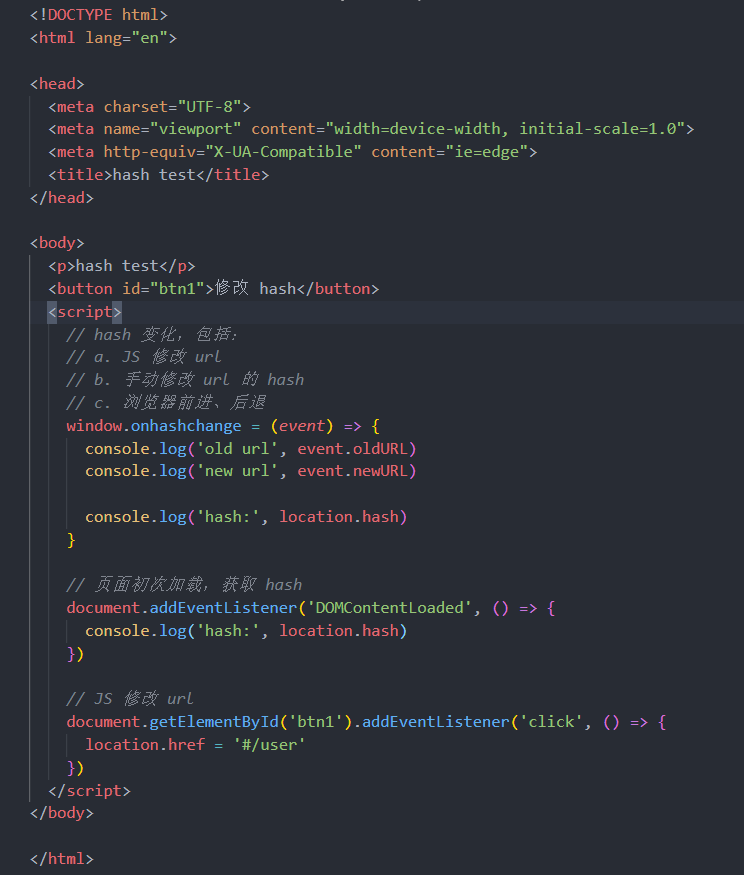 <!DOCTYPE html>
<html lang="en">
<head>
<meta charset="UTF-8">
<meta name="viewport" content="width=device-width, initial-scale=1.0">
<meta http-equiv="X-UA-Compatible" content="ie=edge">
<title>hash test</title>
</head>
<body>
<p>hash test</p>
<button id="btn1">修改 hash</button>
<script>
// hash 变化，包括：
// a. JS 修改 url
// b. 手动修改 url 的 hash
// c. 浏览器前进、后退
window.onhashchange = (event) => {
console.log('old url', event.oldURL)
console.log('new url', event.newURL)
console.log('hash:', location.hash)
}
// 页面初次加载，获取 hash
document.addEventListener('DOMContentLoaded', () => {
console.log('hash:', location.hash)
})
// JS 修改 url
document.getElementById('btn1').addEventListener('click', () => {
location.href = '#/user'
})
</script>
</body>
</html>